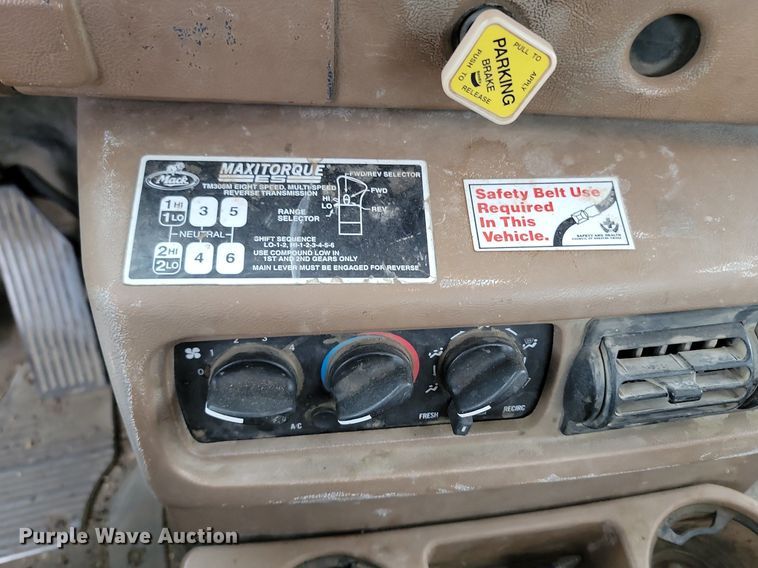 PULL TO APPLY
PARKING
BRAKE
PUSH TO RELEASE
Mack
MAXITORQUE
ES
TM308M EIGHT SPEED, MULTI-SPEED
REVERSE TRANSMISSION
FWD/REV SELECTOR
FWD
HI
LO
REV
RANGE
SELECTOR
1HI 3 5
1LO
NEUTRAL
2HI 4 6
2LO
SHIFT SEQUENCE
LO-1-2, HI-1-2-3-4-5-6
USE COMPOUND LOW IN
1ST AND 2ND GEARS ONLY
MAIN LEVER MUST BE ENGAGED FOR REVERSE
Safety Belt Use
Required
In This
Vehicle.
SAFETY AND HEALTH
0 1 2 3 4
A/C
FRESH
RECIRC
Purple Wave Auction